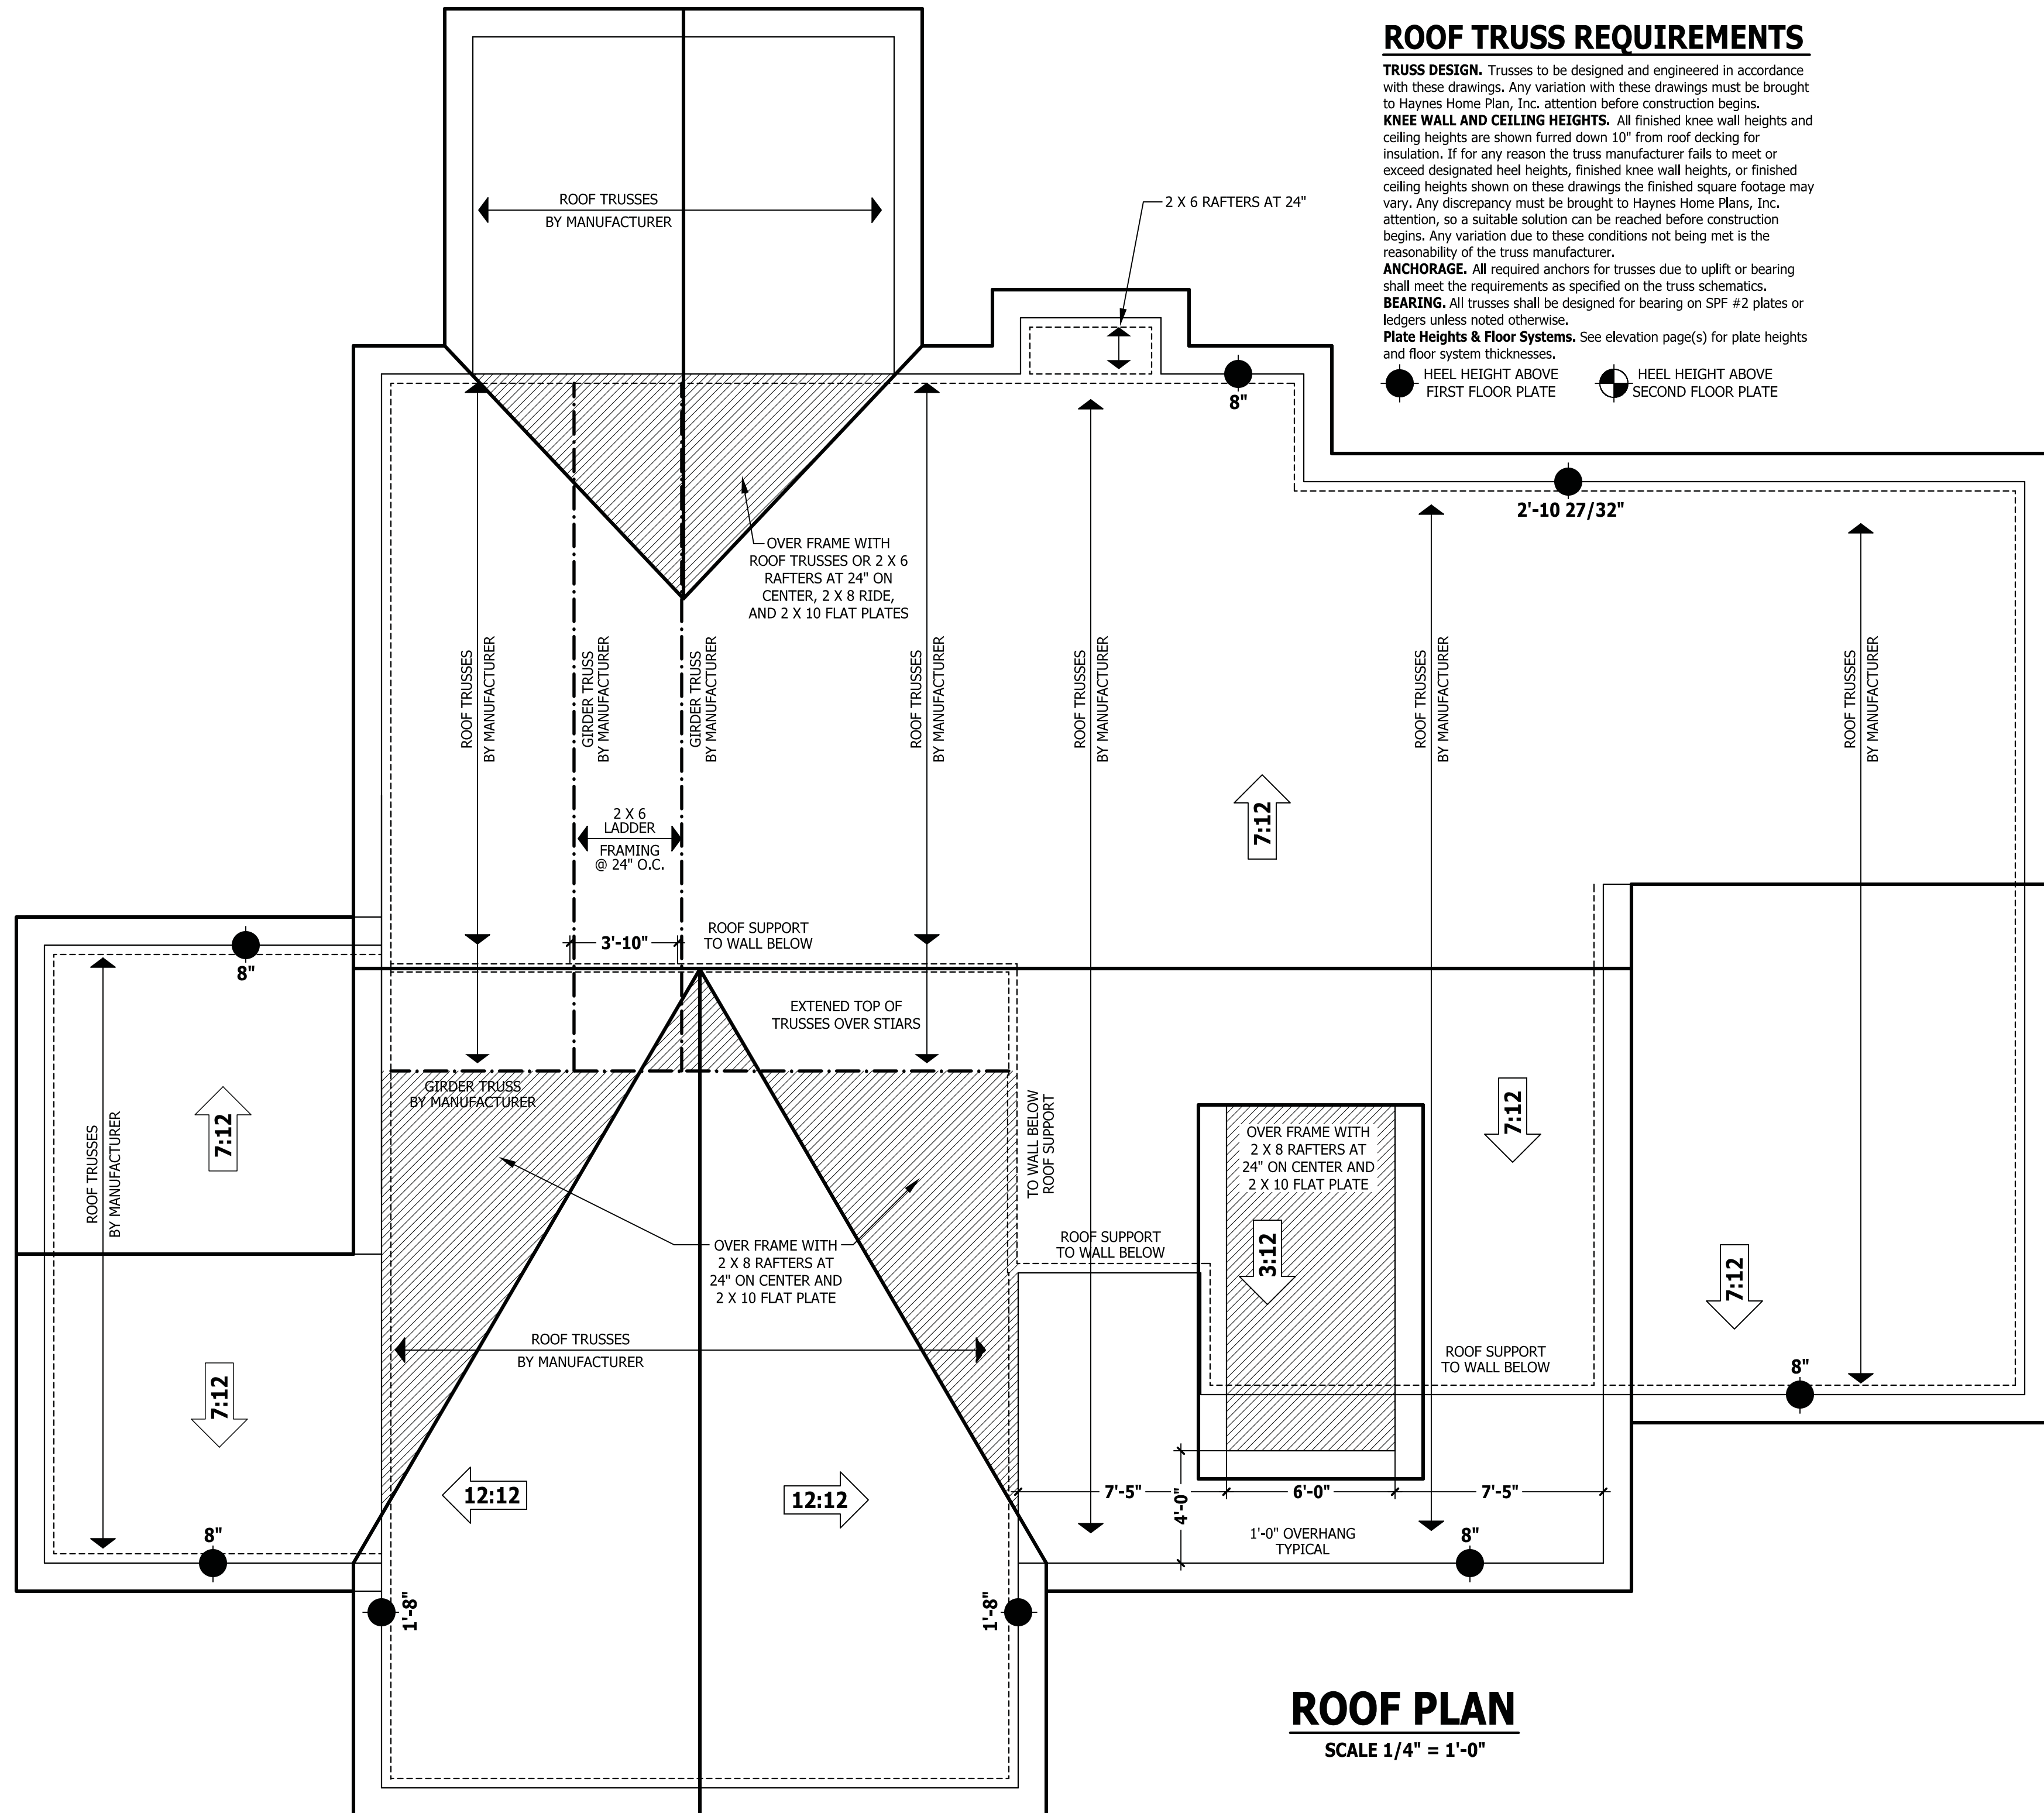 ROOF TRUSS REQUIREMENTS
TRUSS DESIGN. Trusses to be designed and engineered in accordance
with these drawings. Any variation with these drawings must be brought
to Haynes Home Plan, Inc. attention before construction begins.
KNEE WALL AND CEILING HEIGHTS. All finished knee wall heights and
ceiling heights are shown furred down 10" from roof decking for
insulation. If for any reason the truss manufacturer fails to meet or
exceed designated heel heights, finished knee wall heights, or finished
ceiling heights shown on these drawings the finished square footage may
vary. Any discrepancy must be brought to Haynes Home Plans, Inc.
attention, so a suitable solution can be reached before construction
begins. Any variation due to these conditions not being met is the
reasonability of the truss manufacturer.
ANCHORAGE. All required anchors for trusses due to uplift or bearing
shall meet the requirements as specified on the truss schematics.
BEARING. All trusses shall be designed for bearing on SPF #2 plates or
ledgers unless noted otherwise.
Plate Heights & Floor Systems. See elevation page(s) for plate heights
and floor system thicknesses.
HEEL HEIGHT ABOVE
FIRST FLOOR PLATE
HEEL HEIGHT ABOVE
SECOND FLOOR PLATE
ROOF TRUSSES
BY MANUFACTURER
2 X 6 RAFTERS AT 24"
8"
2'-10 27/32"
OVER FRAME WITH
ROOF TRUSSES OR 2 X 6
RAFTERS AT 24" ON
CENTER, 2 X 8 RIDE,
AND 2 X 10 FLAT PLATES
ROOF TRUSSES
BY MANUFACTURER
GIRDER TRUSS
BY MANUFACTURER
GIRDER TRUSS
BY MANUFACTURER
ROOF TRUSSES
BY MANUFACTURER
ROOF TRUSSES
BY MANUFACTURER
ROOF TRUSSES
BY MANUFACTURER
ROOF TRUSSES
BY MANUFACTURER
7:12
2 X 6
LADDER
FRAMING
@ 24" O.C.
3'-10"
ROOF SUPPORT
TO WALL BELOW
8"
EXTENED TOP OF
TRUSSES OVER STIARS
GIRDER TRUSS
BY MANUFACTURER
ROOF TRUSSES
BY MANUFACTURER
7:12
TO WALL BELOW
ROOF SUPPORT
OVER FRAME WITH
2 X 8 RAFTERS AT
24" ON CENTER AND
2 X 10 FLAT PLATE
7:12
3:12
7:12
ROOF SUPPORT
TO WALL BELOW
OVER FRAME WITH
2 X 8 RAFTERS AT
24" ON CENTER AND
2 X 10 FLAT PLATE
ROOF TRUSSES
BY MANUFACTURER
ROOF SUPPORT
TO WALL BELOW
8"
7:12
12:12
12:12
7'-5"
6'-0"
7'-5"
4'-0"
1'-0" OVERHANG
TYPICAL
8"
8"
1'-8"
1'-8"
ROOF PLAN
SCALE 1/4" = 1'-0"